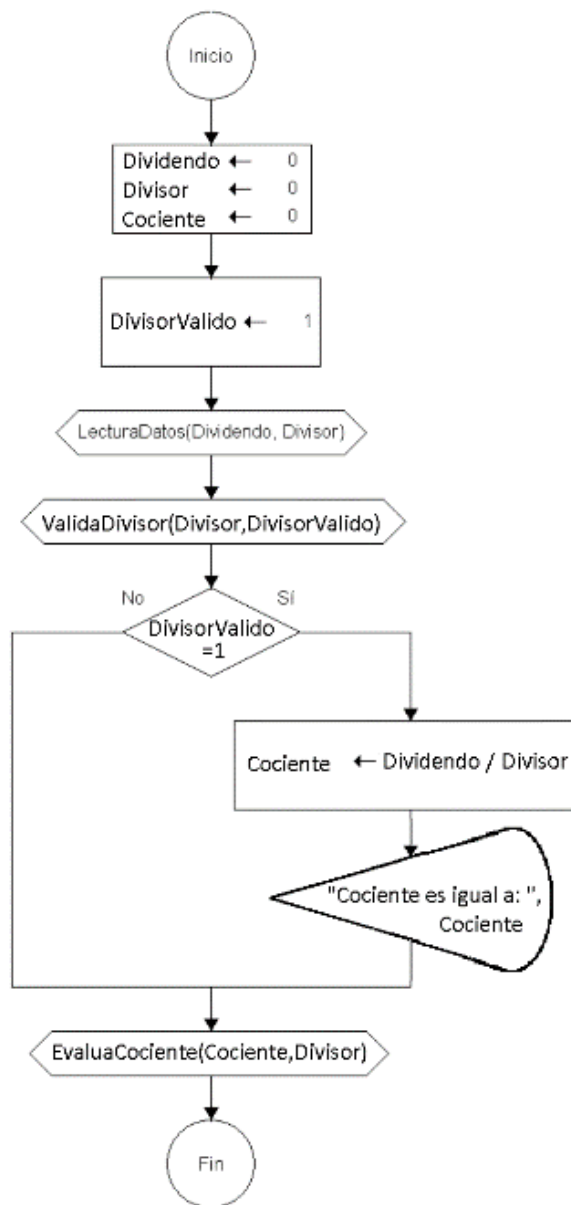 Inicio
Dividendo ← 0
Divisor ← 0
Cociente ← 0
DivisorValido ← 1
LecturaDatos(Dividendo, Divisor)
ValidaDivisor(Divisor,DivisorValido)
No
Sí
DivisorValido
=1
Cociente ← Dividendo / Divisor
"Cociente es igual a: ",
Cociente
EvaluaCociente(Cociente,Divisor)
Fin